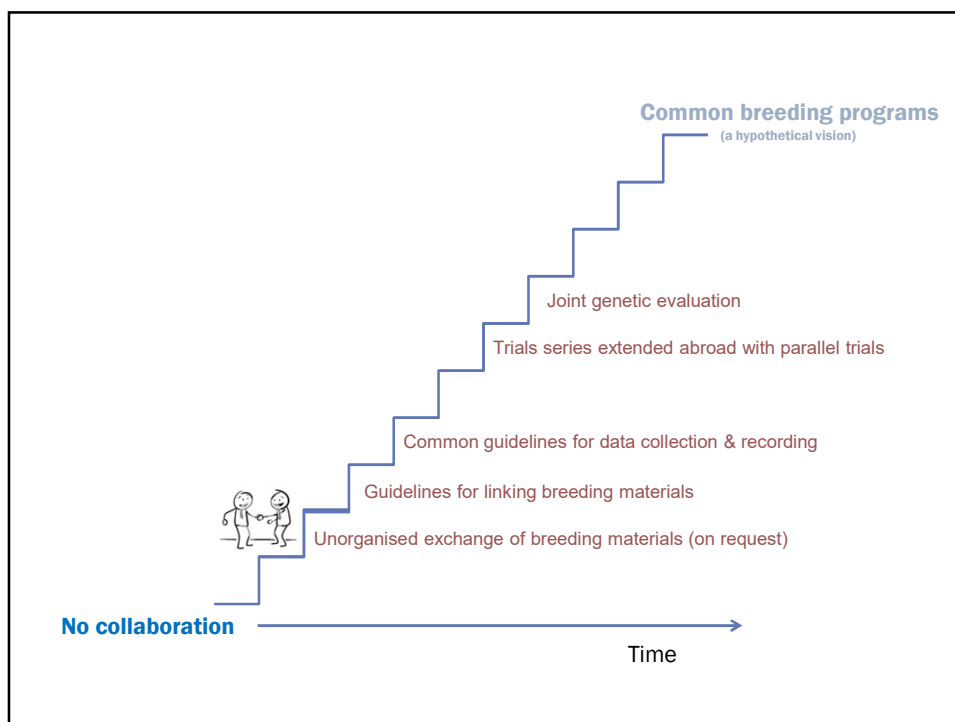 Common breeding programs
(a hypothetical vision)
Joint genetic evaluation
Trials series extended abroad with parallel trials
Common guidelines for data collection & recording
Guidelines for linking breeding materials
Unorganised exchange of breeding materials (on request)
No collaboration
Time